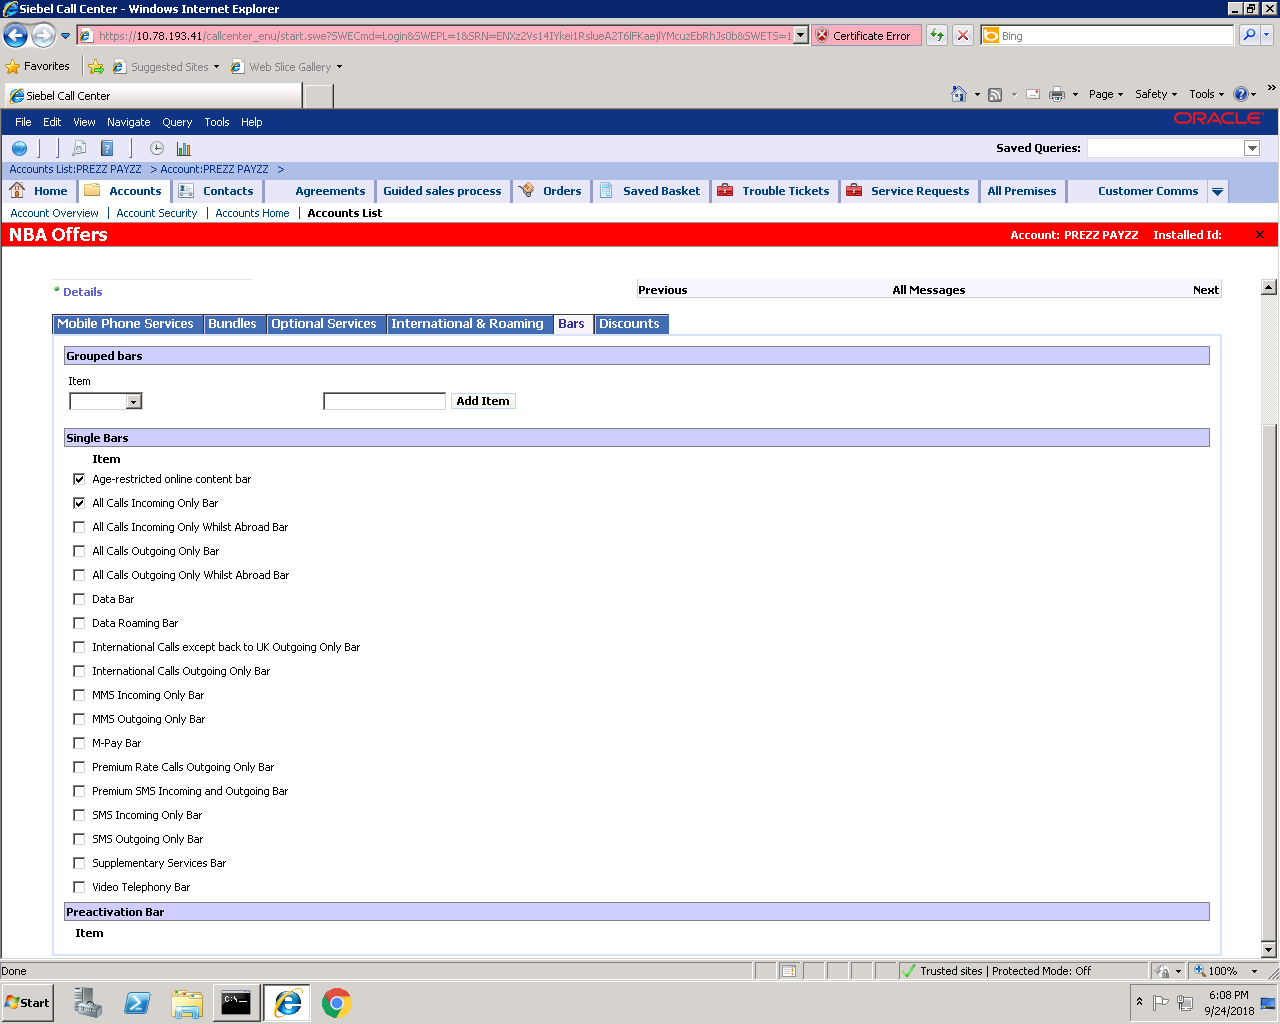 Siebel Call Center - Windows Internet Explorer
https://10.78.193.41/callcenter_enu/start.swe?SWECmd=Login&SWEPL=1&SRN=ENXz2Vs14IYkei1RslueA2T6lFKaejlYMcuzEbRhJs0b&SWETS=1 Certificate Error Bing
Favorites Suggested Sites Web Slice Gallery
Siebel Call Center Page Safety Tools »
File Edit View Navigate Query Tools Help ORACLE
Saved Queries:
Accounts List:PREZZ PAYZZ > Account:PREZZ PAYZZ >
Home Accounts Contacts Agreements Guided sales process Orders Saved Basket Trouble Tickets Service Requests All Premises Customer Comms
Account Overview | Account Security | Accounts Home | Accounts List
NBA Offers Account: PREZZ PAYZZ Installed Id: ×
Details Previous All Messages Next
Mobile Phone Services Bundles Optional Services International & Roaming Bars Discounts
Grouped bars
Item
Add Item
Single Bars
Item
Age-restricted online content bar
All Calls Incoming Only Bar
All Calls Incoming Only Whilst Abroad Bar
All Calls Outgoing Only Bar
All Calls Outgoing Only Whilst Abroad Bar
Data Bar
Data Roaming Bar
International Calls except back to UK Outgoing Only Bar
International Calls Outgoing Only Bar
MMS Incoming Only Bar
MMS Outgoing Only Bar
M-Pay Bar
Premium Rate Calls Outgoing Only Bar
Premium SMS Incoming and Outgoing Bar
SMS Incoming Only Bar
SMS Outgoing Only Bar
Supplementary Services Bar
Video Telephony Bar
Preactivation Bar
Item
Done Trusted sites | Protected Mode: Off 100%
Start C:\. 6:08 PM
9/24/2018